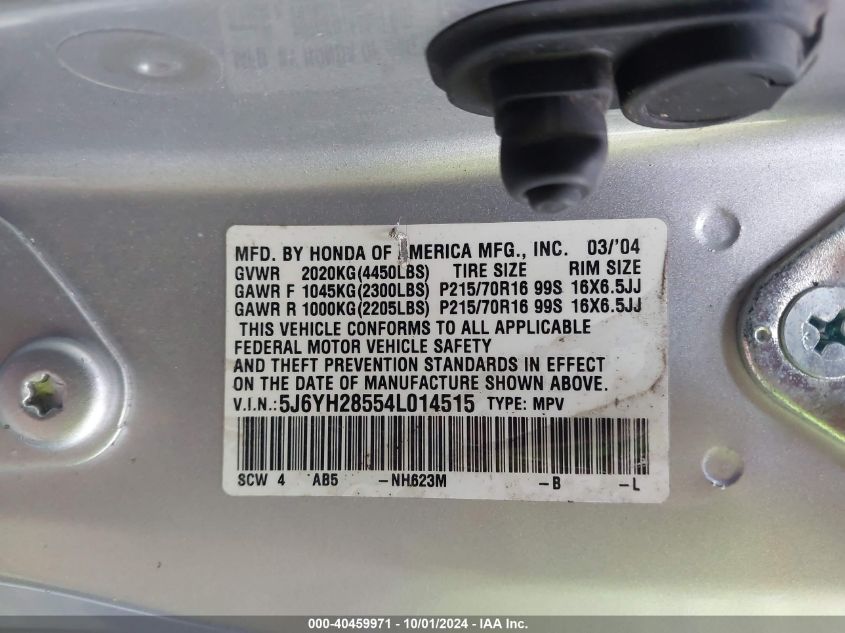 MFD. BY HONDA OF AMERICA MFG., INC. 03/'04
GVWR 2020KG(4450LBS) TIRE SIZE RIM SIZE
GAWR F 1045KG(2300LBS) P215/70R16 99S 16X6.5JJ
GAWR R 1000KG(2205LBS) P215/70R16 99S 16X6.5JJ
THIS VEHICLE CONFORMS TO ALL APPLICABLE
FEDERAL MOTOR VEHICLE SAFETY
AND THEFT PREVENTION STANDARDS IN EFFECT
ON THE DATE OF MANUFACTURE SHOWN ABOVE.
V.I.N.:5J6YH28554L014515 TYPE: MPV
SCW 4 AB5 -NH623M -B -L
000-40459971 - 10/01/2024 - IAA Inc.